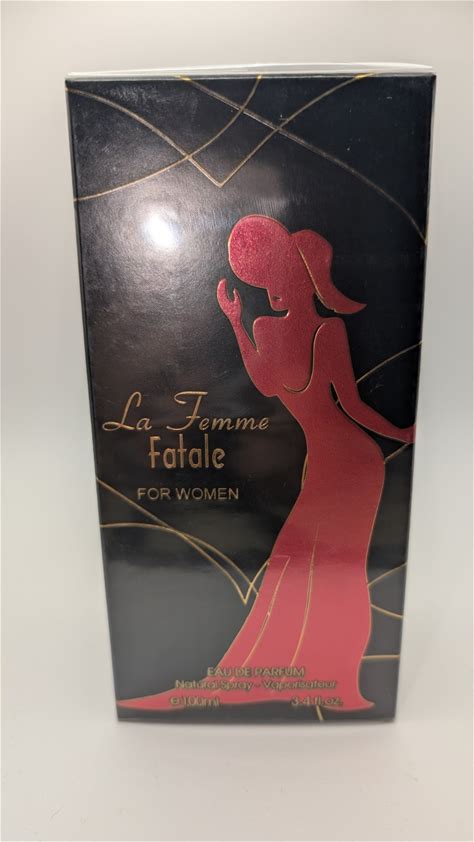 La Femme
Fatale
FOR WOMEN
EAU DE PARFUM
Natural Spray - Vaporisateur
℮100ml 3.4 fl.oz.